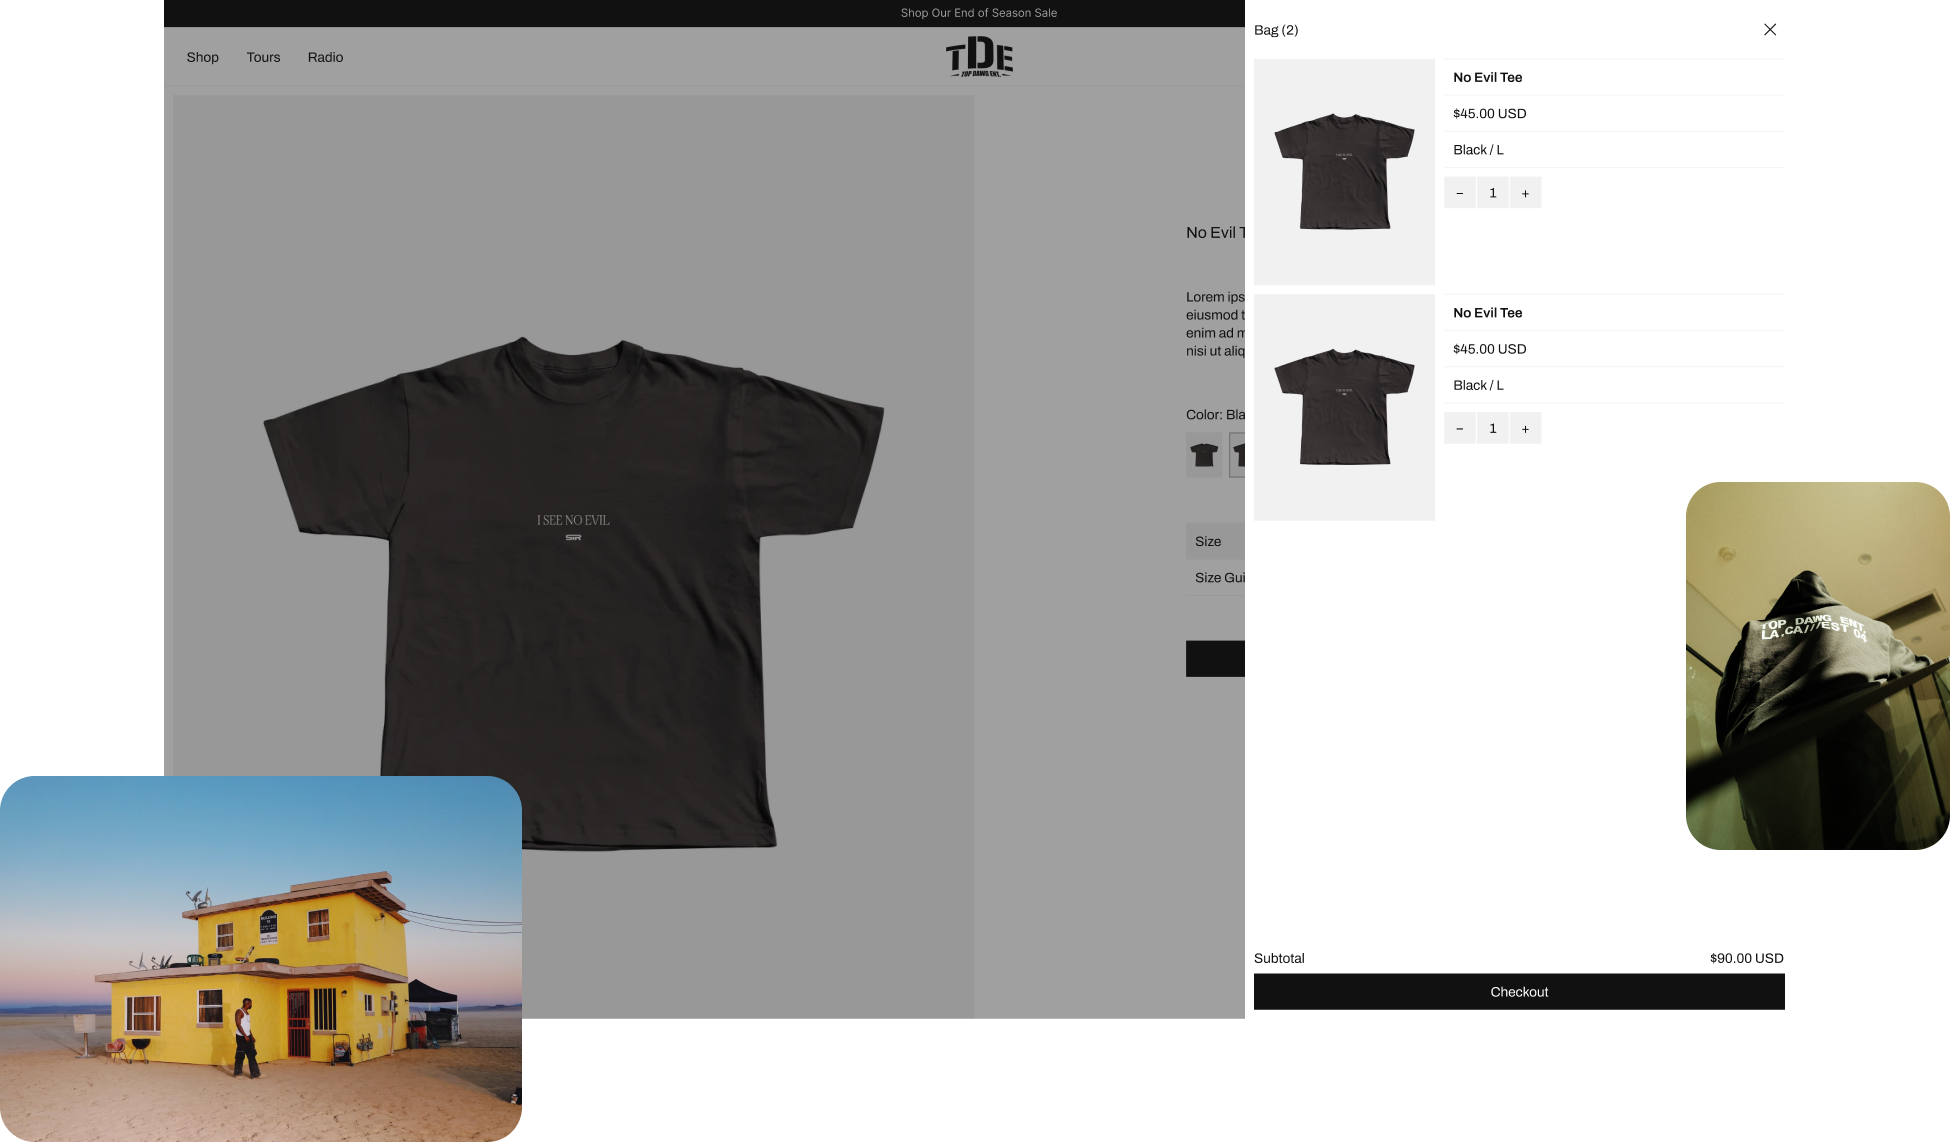 Shop Our End of Season Sale
Shop
Tours
Radio
TDE
TOP DAWG ENT.
No Evil T
Lorem ips
eiusmod t
enim ad m
nisi ut aliq
Color: Bla
Size
Size Gui
I SEE NO EVIL
SIR
Bag (2)
No Evil Tee
$45.00 USD
Black / L
− 1 +
No Evil Tee
$45.00 USD
Black / L
− 1 +
TOP DAWG ENT.
LA.CA///EST 04
Subtotal
$90.00 USD
Checkout